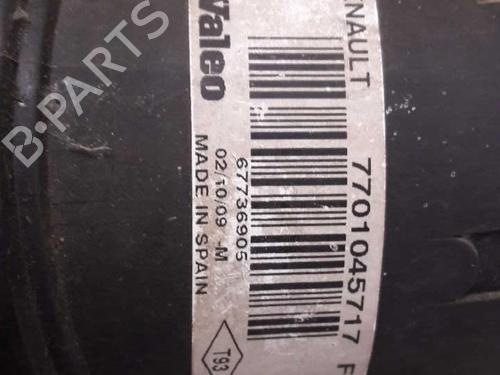 B-PARTS
Valeo
02/10/09 -M
MADE IN SPAIN
67736905
T93
NAULT
7701045717 F